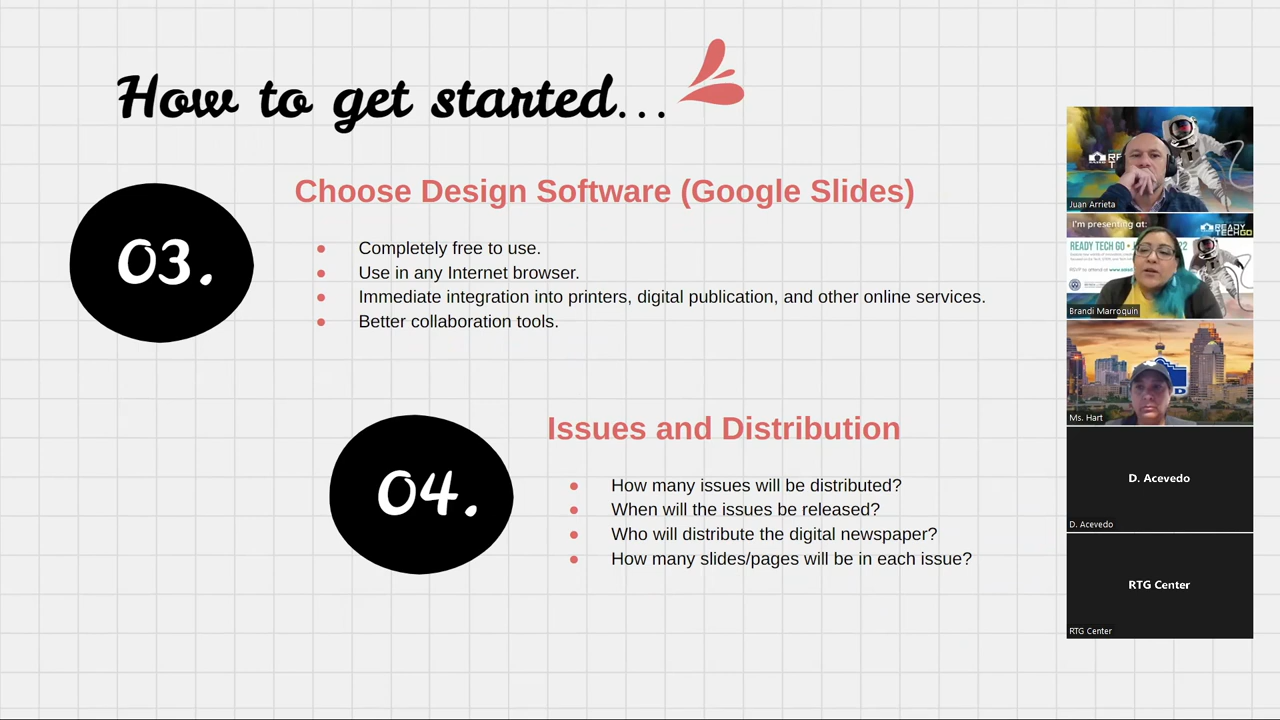 How to get started...
03.
Choose Design Software (Google Slides)
Completely free to use.
Use in any Internet browser.
Immediate integration into printers, digital publication, and other online services.
Better collaboration tools.
04.
Issues and Distribution
How many issues will be distributed?
When will the issues be released?
Who will distribute the digital newspaper?
How many slides/pages will be in each issue?
Juan Arrieta
I'm presenting at:
READY
TECH GO
READY TECH GO
Brandi Marroquin
Ms. Hart
D. Acevedo
D. Acevedo
RTG Center
RTG Center